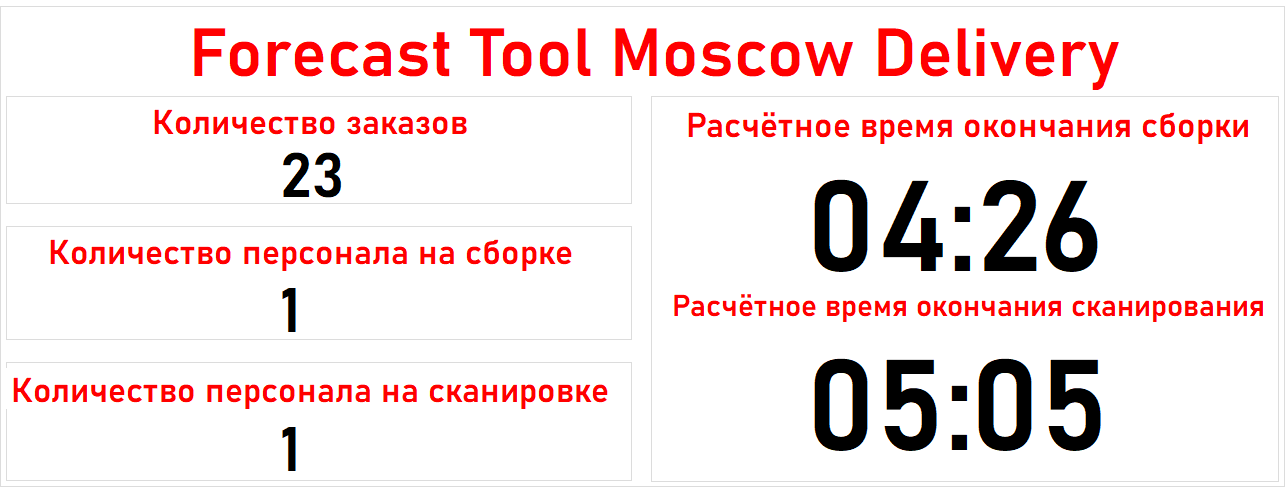 Forecast Tool Moscow Delivery
Количество заказов
23
Количество персонала на сборке
1
Количество персонала на сканировке
1
Расчётное время окончания сборки
04:26
Расчётное время окончания сканирования
05:05